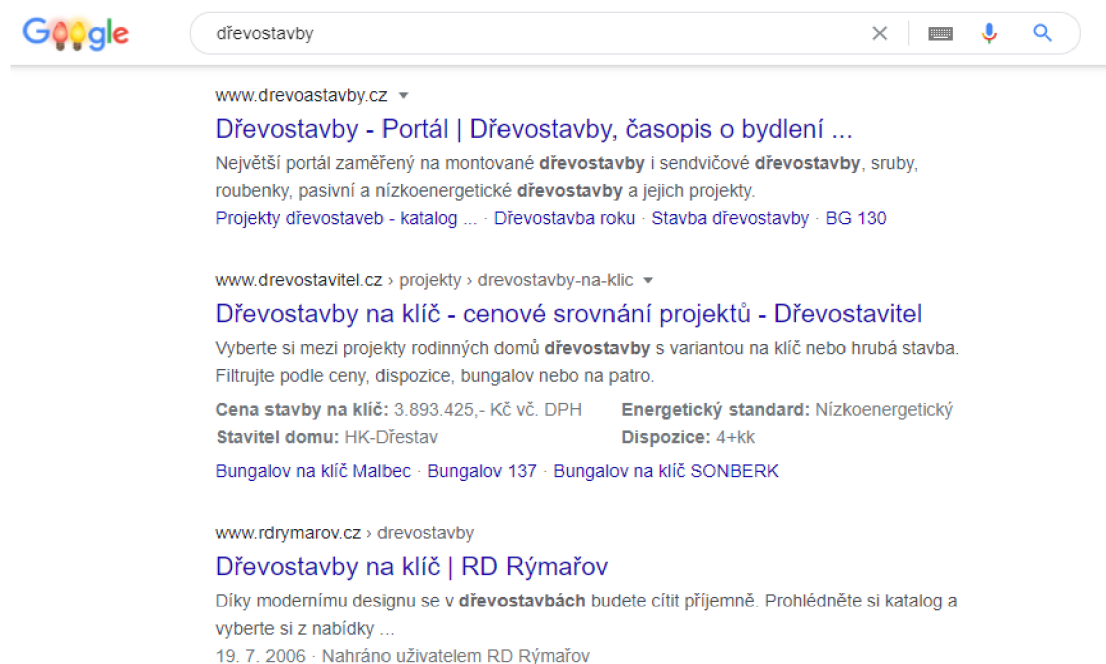 Google
dřevostavby
www.drevoastavby.cz
Dřevostavby - Portál | Dřevostavby, časopis o bydlení ...
Největší portál zaměřený na montované dřevostavby i sendvičové dřevostavby, sruby,
roubenky, pasivní a nízkoenergetické dřevostavby a jejich projekty.
Projekty dřevostaveb - katalog ... · Dřevostavba roku · Stavba dřevostavby · BG 130
www.drevostavitel.cz › projekty › drevostavby-na-klic
Dřevostavby na klíč - cenové srovnání projektů - Dřevostavitel
Vyberte si mezi projekty rodinných domů dřevostavby s variantou na klíč nebo hrubá stavba.
Filtrujte podle ceny, dispozice, bungalov nebo na patro.
Cena stavby na klíč: 3.893.425,- Kč vč. DPH Energetický standard: Nízkoenergetický
Stavitel domu: HK-Dřestav Dispozice: 4+kk
Bungalov na klíč Malbec · Bungalov 137 · Bungalov na klíč SONBERK
www.rdrymarov.cz › drevostavby
Dřevostavby na klíč | RD Rýmařov
Díky modernímu designu se v dřevostavbách budete cítit příjemně. Prohlédněte si katalog a
vyberte si z nabídky ...
19. 7. 2006 · Nahráno uživatelem RD Rýmařov